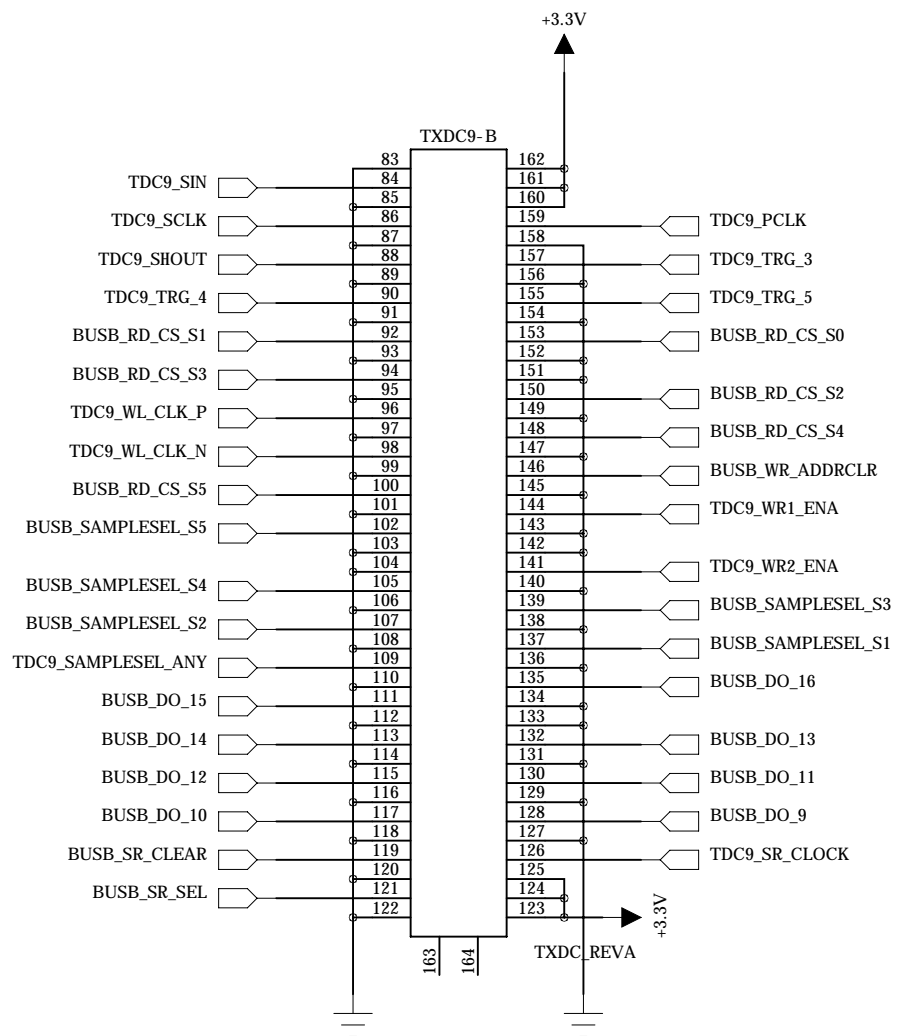 +3.3V
TXDC9-B
83 162
TDC9_SIN 84 161
85 160
TDC9_SCLK 86 159 TDC9_PCLK
87 158
TDC9_SHOUT 88 157 TDC9_TRG_3
89 156
TDC9_TRG_4 90 155 TDC9_TRG_5
91 154
BUSB_RD_CS_S1 92 153 BUSB_RD_CS_S0
93 152
BUSB_RD_CS_S3 94 151
95 150 BUSB_RD_CS_S2
TDC9_WL_CLK_P 96 149
97 148 BUSB_RD_CS_S4
TDC9_WL_CLK_N 98 147
99 146 BUSB_WR_ADDRCLR
BUSB_RD_CS_S5 100 145
101 144 TDC9_WR1_ENA
BUSB_SAMPLESEL_S5 102 143
103 142
104 141 TDC9_WR2_ENA
BUSB_SAMPLESEL_S4 105 140
106 139 BUSB_SAMPLESEL_S3
BUSB_SAMPLESEL_S2 107 138
108 137 BUSB_SAMPLESEL_S1
TDC9_SAMPLESEL_ANY 109 136
110 135 BUSB_DO_16
BUSB_DO_15 111 134
112 133
BUSB_DO_14 113 132 BUSB_DO_13
114 131
BUSB_DO_12 115 130 BUSB_DO_11
116 129
BUSB_DO_10 117 128 BUSB_DO_9
118 127
BUSB_SR_CLEAR 119 126 TDC9_SR_CLOCK
120 125
BUSB_SR_SEL 121 124
122 123
+3.3V
TXDC_REVA
163 164